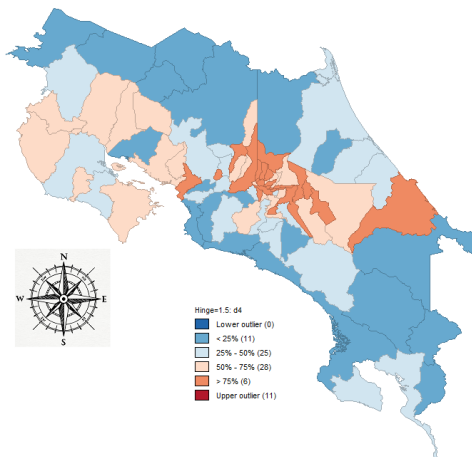 N
W E
S
Hinge=1.5: d4
Lower outlier (0)
< 25% (11)
25% - 50% (25)
50% - 75% (28)
> 75% (6)
Upper outlier (11)